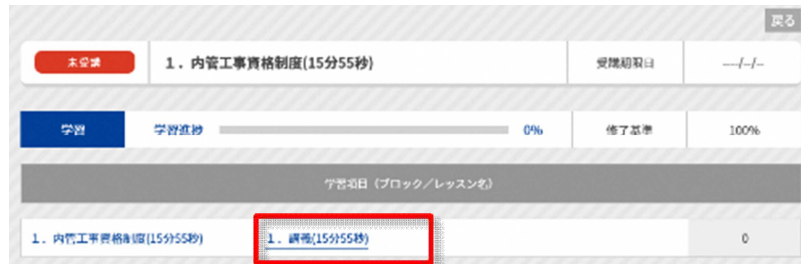 戻る
未受講
1．内管工事資格制度(15分55秒)
受講期限日
----/--/--
学習
学習進捗
0%
修了基準
100%
学習項目（ブロック／レッスン名）
1．内管工事資格制度(15分55秒)
1．講義(15分55秒)
0